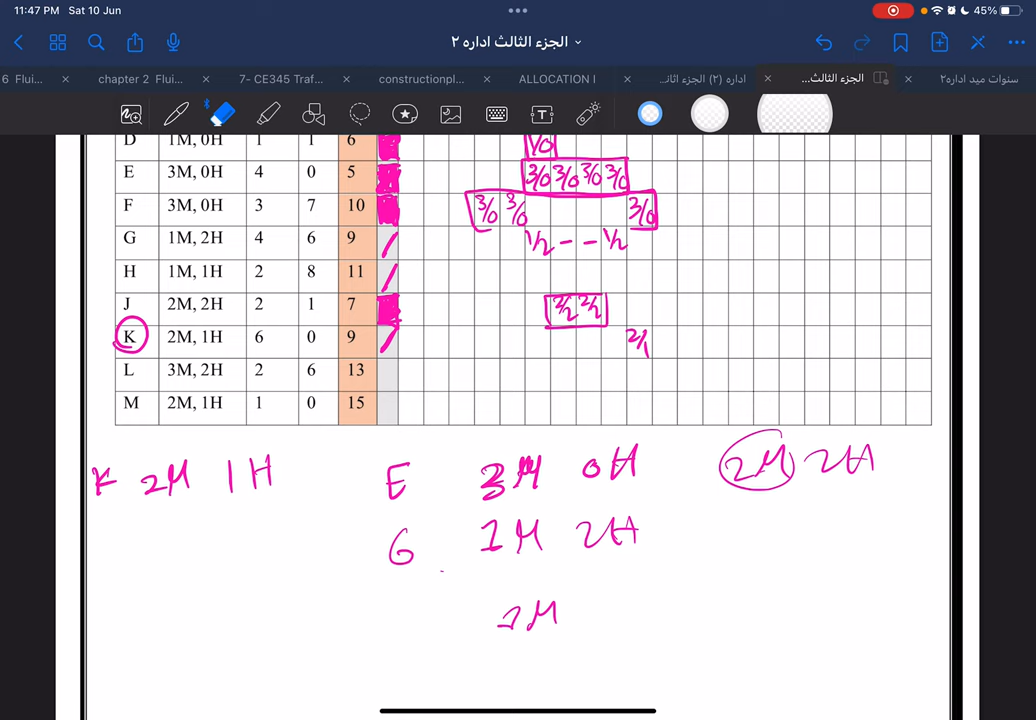 11:47 PM Sat 10 Jun 45%
الجزء الثالث اداره ٢
6 Flui... chapter 2 Flui... 7- CE345 Traf... constructionpl... ALLOCATION I اداره (٢) الجزء اثاني... الجزء الثالث... سنوات ميد اداره٢
D 1M, 0H 1 1 6 1/0
E 3M, 0H 4 0 5 3/0 3/0 3/0 3/0
F 3M, 0H 3 7 10 3/0 3/0 3/0
G 1M, 2H 4 6 9 1/2 - - 1/2
H 1M, 1H 2 8 11
J 2M, 2H 2 1 7 2/2 2/2
K 2M, 1H 6 0 9 2/1
L 3M, 2H 2 6 13
M 2M, 1H 1 0 15
K 2M 1H E 3M 0H 2M 2H
G 1M 2H
1M